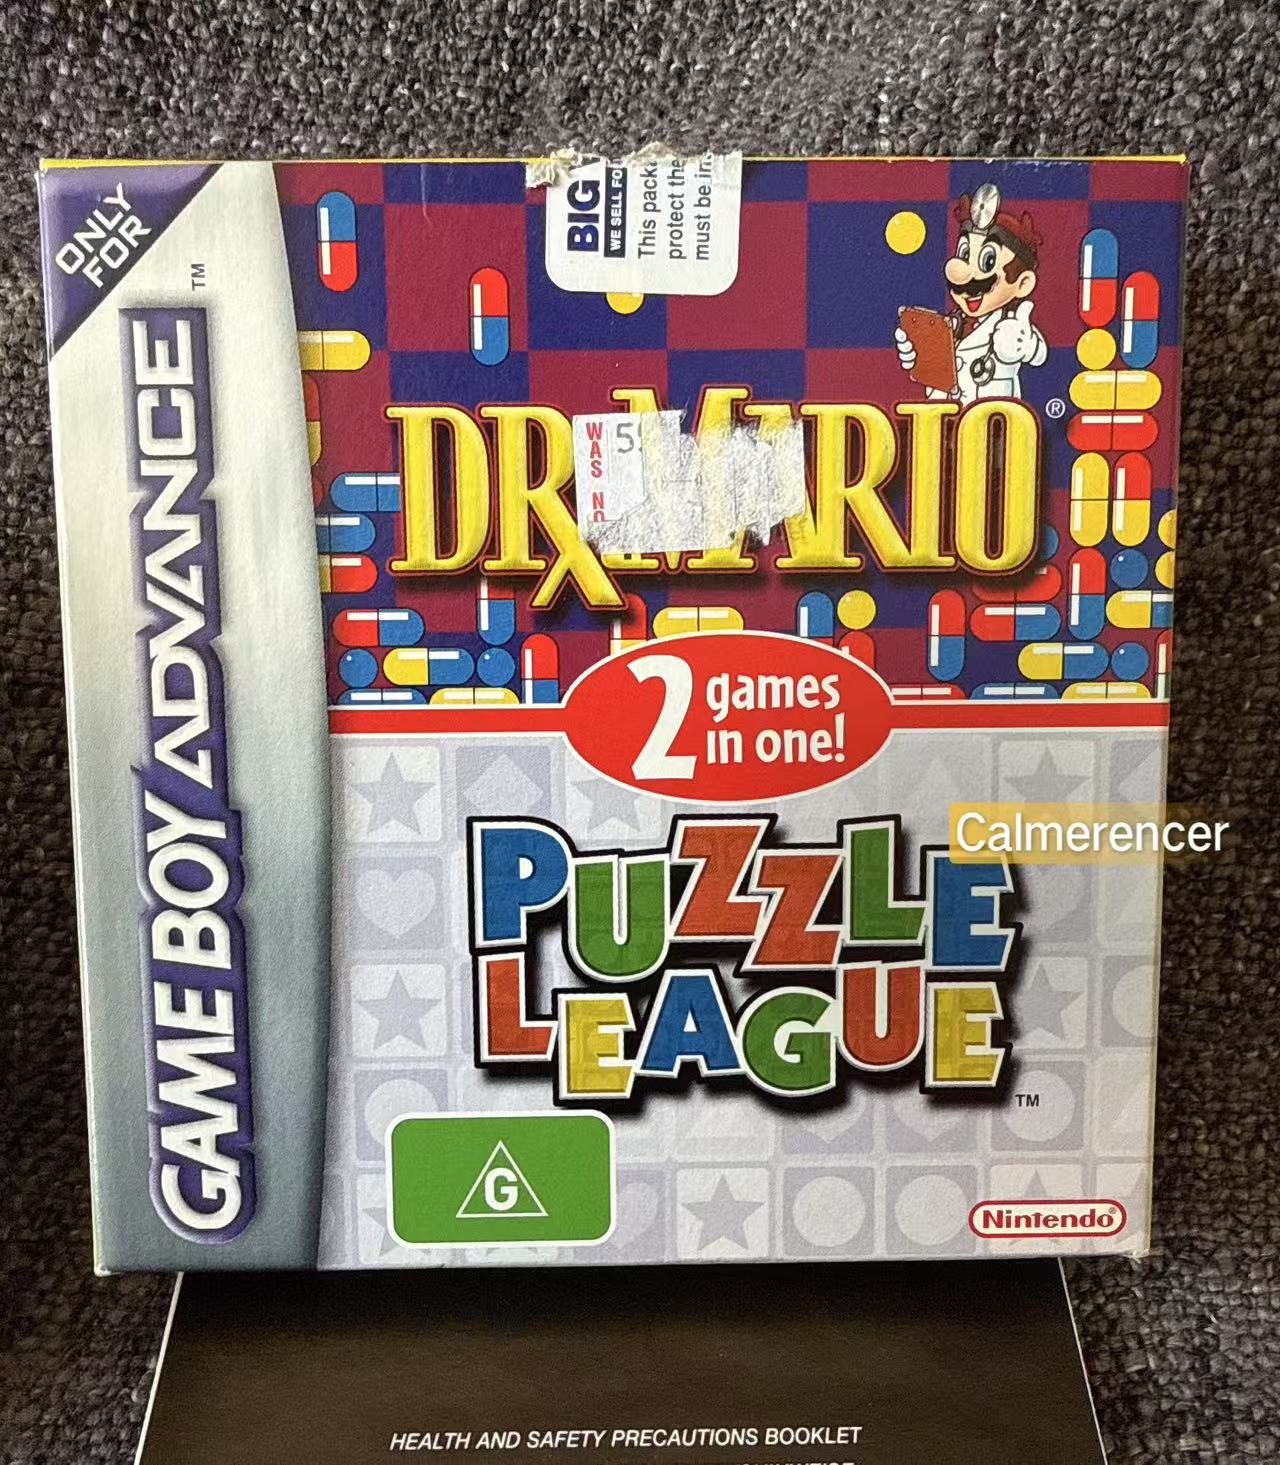 ONLY
FOR
GAME BOY ADVANCE
TM
BIG
WE SELL FO
This pack
protect the
must be in
DR. MARIO
®
WAS
NO
2 games
in one!
Calmerencer
PUZZLE
LEAGUE
TM
G
Nintendo
®
HEALTH AND SAFETY PRECAUTIONS BOOKLET